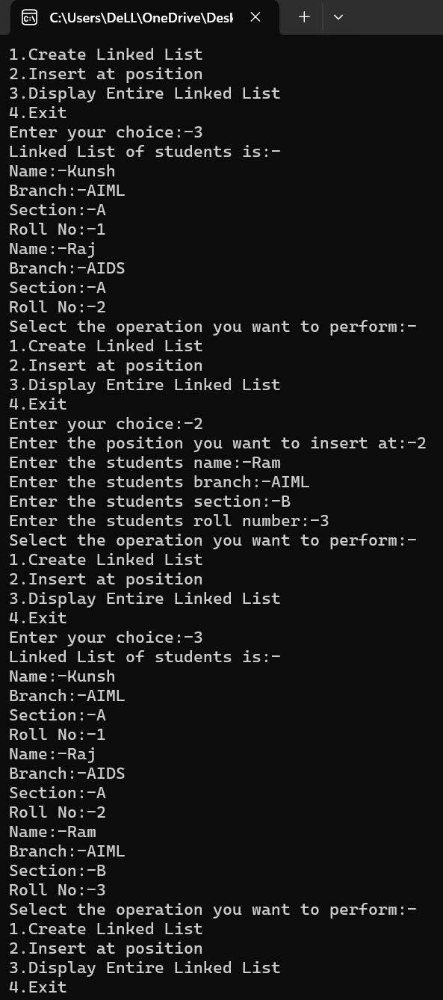 C:\Users\DeLL\OneDrive\Desk
1.Create Linked List
2.Insert at position
3.Display Entire Linked List
4.Exit
Enter your choice:-3
Linked List of students is:-
Name:-Kunsh
Branch:-AIML
Section:-A
Roll No:-1
Name:-Raj
Branch:-AIDS
Section:-A
Roll No:-2
Select the operation you want to perform:-
1.Create Linked List
2.Insert at position
3.Display Entire Linked List
4.Exit
Enter your choice:-2
Enter the position you want to insert at:-2
Enter the students name:-Ram
Enter the students branch:-AIML
Enter the students section:-B
Enter the students roll number:-3
Select the operation you want to perform:-
1.Create Linked List
2.Insert at position
3.Display Entire Linked List
4.Exit
Enter your choice:-3
Linked List of students is:-
Name:-Kunsh
Branch:-AIML
Section:-A
Roll No:-1
Name:-Raj
Branch:-AIDS
Section:-A
Roll No:-2
Name:-Ram
Branch:-AIML
Section:-B
Roll No:-3
Select the operation you want to perform:-
1.Create Linked List
2.Insert at position
3.Display Entire Linked List
4.Exit